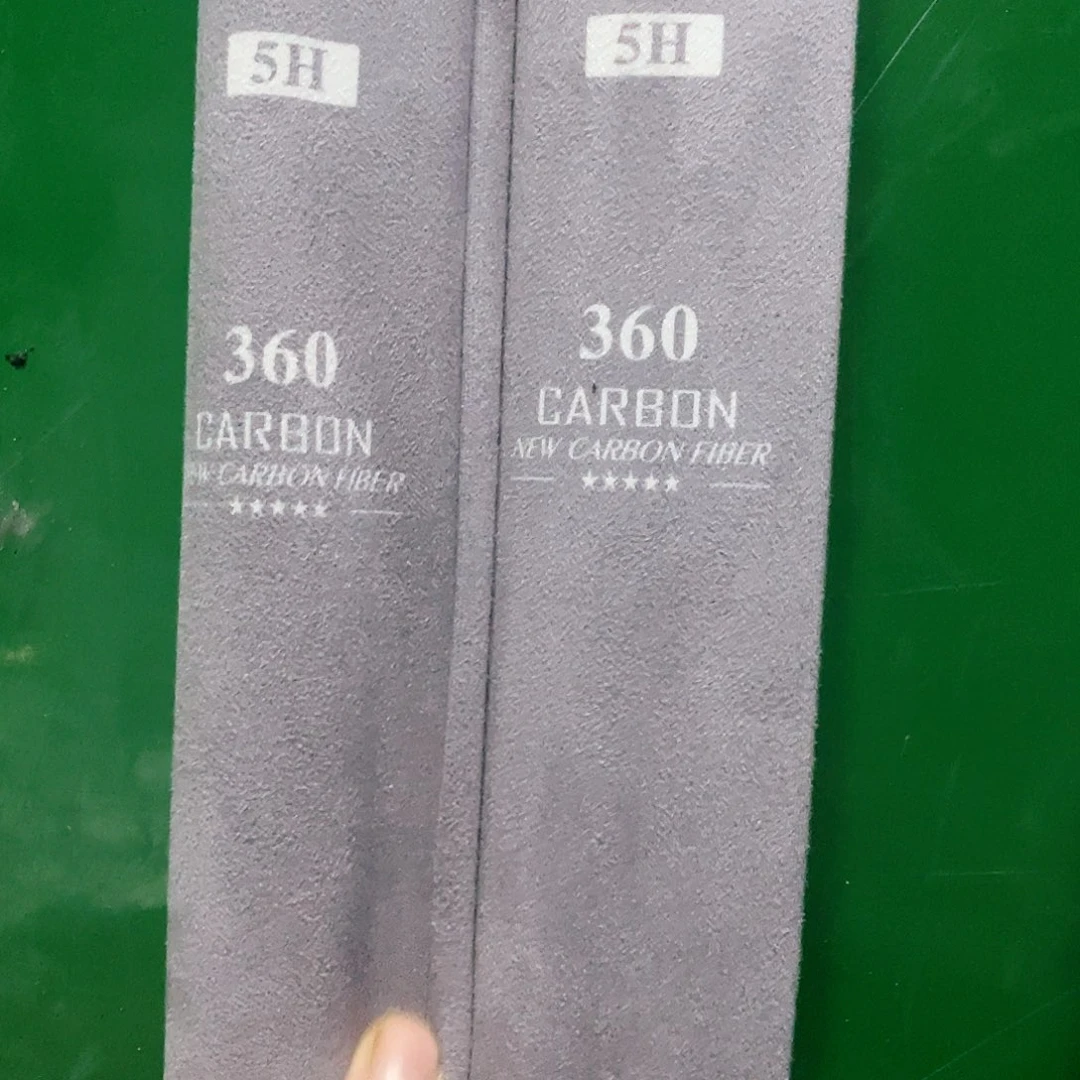 5H
360
CARBON
CARBON FIBER
★★★★★
5H
360
CARBON
NEW CARBON FIBER
★★★★★